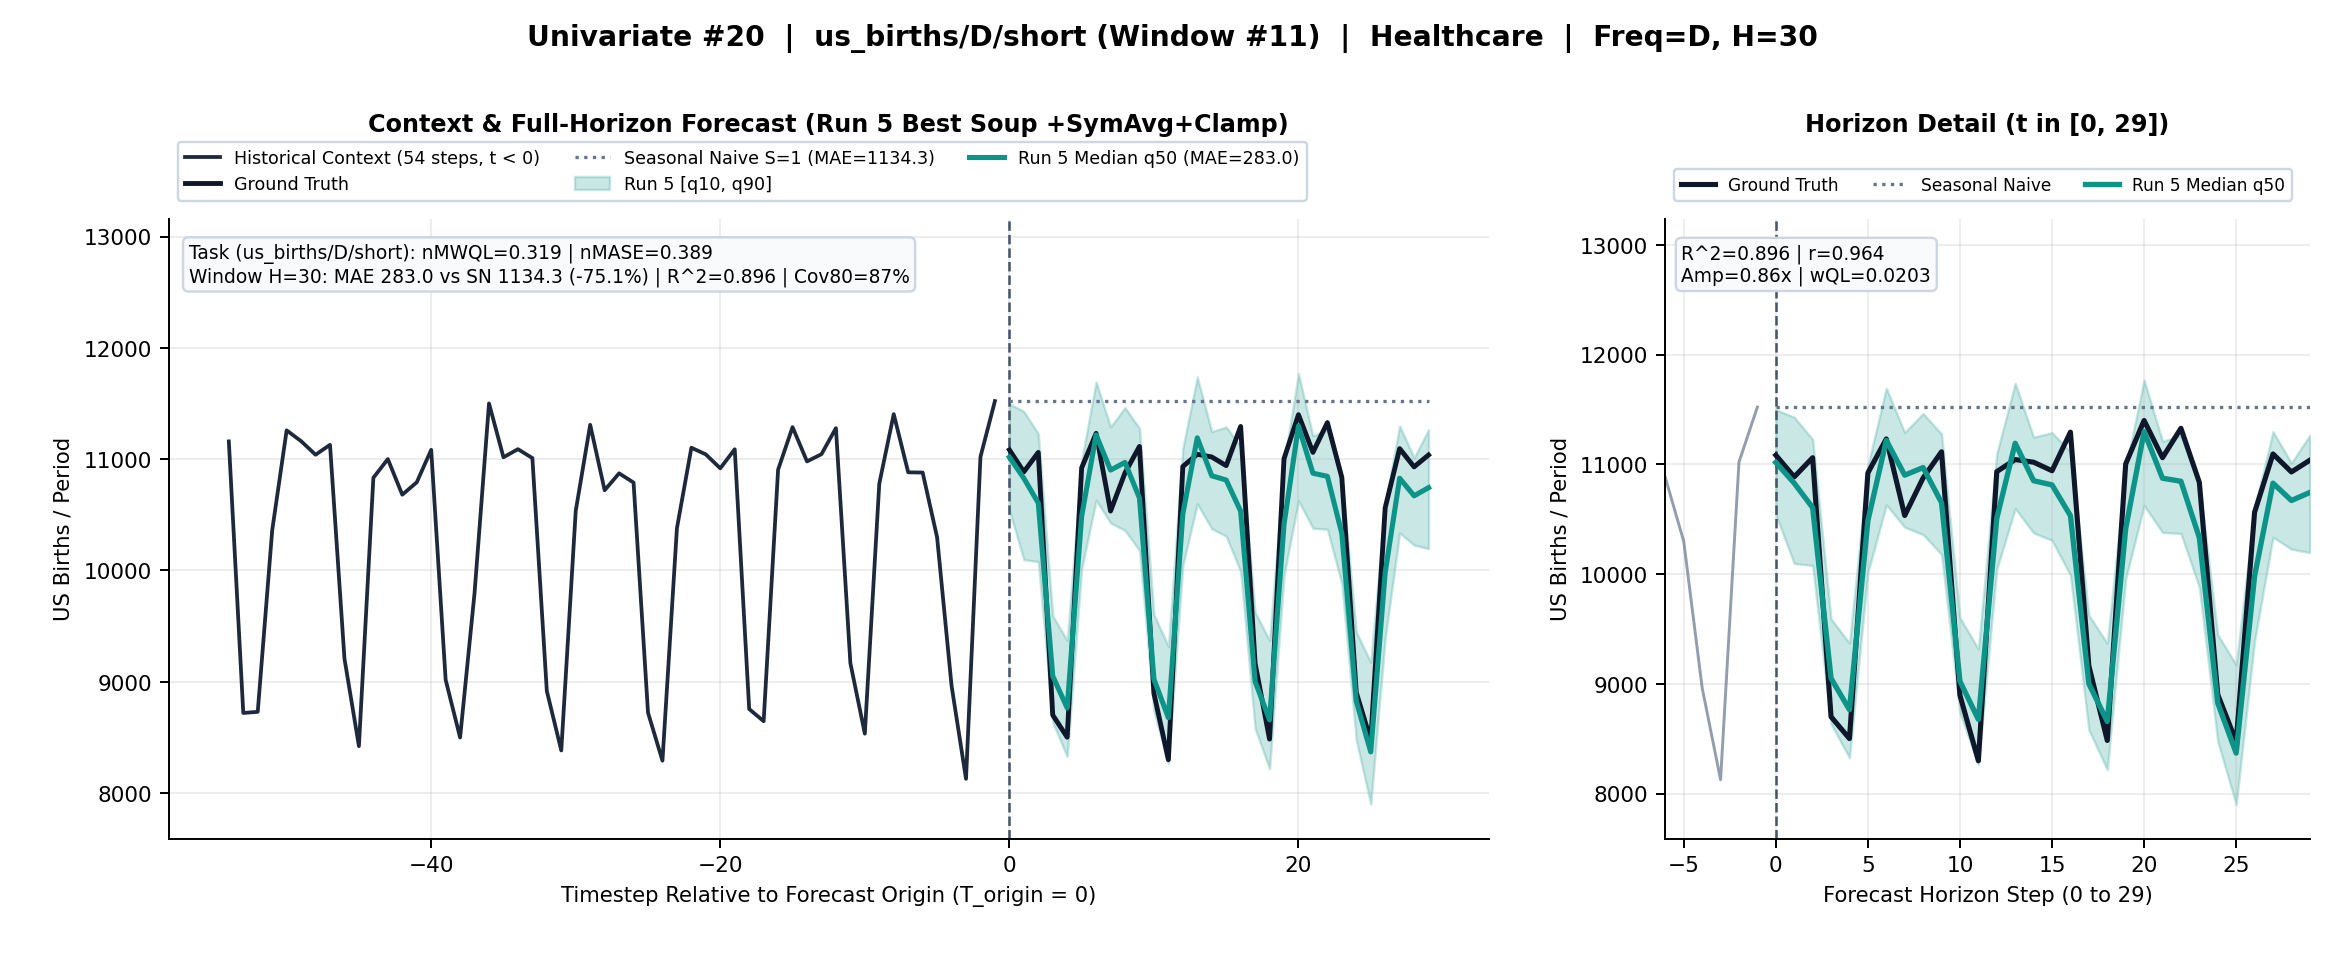 Univariate #20 | us_births/D/short (Window #11) | Healthcare | Freq=D, H=30
Context & Full-Horizon Forecast (Run 5 Best Soup +SymAvg+Clamp)
Historical Context (54 steps, t < 0)
Ground Truth
Seasonal Naive S=1 (MAE=1134.3)
Run 5 [q10, q90]
Run 5 Median q50 (MAE=283.0)
Task (us_births/D/short): nMWQL=0.319 | nMASE=0.389
Window H=30: MAE 283.0 vs SN 1134.3 (-75.1%) | R^2=0.896 | Cov80=87%
US Births / Period
13000
12000
11000
10000
9000
8000
−40
−20
0
20
Timestep Relative to Forecast Origin (T_origin = 0)
Horizon Detail (t in [0, 29])
Ground Truth
Seasonal Naive
Run 5 Median q50
R^2=0.896 | r=0.964
Amp=0.86x | wQL=0.0203
US Births / Period
13000
12000
11000
10000
9000
8000
−5
0
5
10
15
20
25
Forecast Horizon Step (0 to 29)